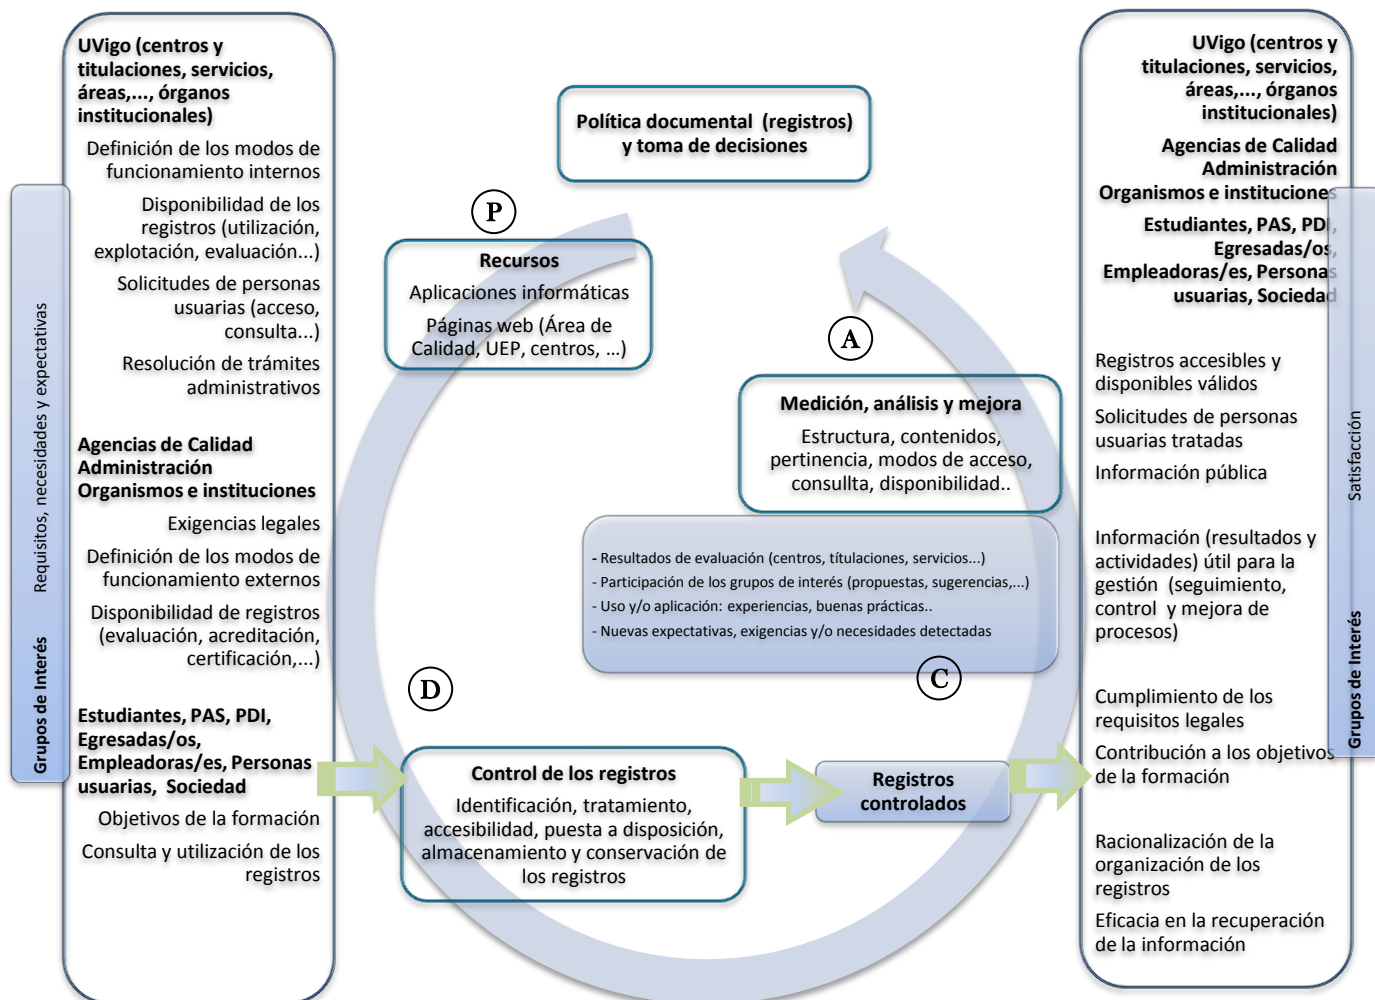 UVigo (centros y
titulaciones, servicios,
áreas,..., órganos
institucionales)
Definición de los modos de
funcionamiento internos
Disponibilidad de los
registros (utilización,
explotación, evaluación...)
Solicitudes de personas
usuarias (acceso,
consulta...)
Resolución de trámites
administrativos
Agencias de Calidad
Administración
Organismos e instituciones
Exigencias legales
Definición de los modos de
funcionamiento externos
Disponibilidad de registros
(evaluación, acreditación,
certificación,...)
Estudiantes, PAS, PDI,
Egresadas/os,
Empleadoras/es, Personas
usuarias, Sociedad
Objetivos de la formación
Consulta y utilización de los
registros
Grupos de Interés
Requisitos, necesidades y expectativas
Política documental (registros)
y toma de decisiones
P
Recursos
Aplicaciones informáticas
Páginas web (Área de
Calidad, UEP, centros, ...)
A
Medición, análisis y mejora
Estructura, contenidos,
pertinencia, modos de acceso,
consullta, disponibilidad..
- Resultados de evaluación (centros, títulaciones, servicios...)
- Participación de los grupos de interés (propuestas, sugerencias,...)
- Uso y/o aplicación: experiencias, buenas prácticas..
- Nuevas expectativas, exigencias y/o necesidades detectadas
D
C
Control de los registros
Identificación, tratamiento,
accesibilidad, puesta a disposición,
almacenamiento y conservación de
los registros
Registros
controlados
UVigo (centros y
titulaciones, servicios,
áreas,..., órganos
institucionales)
Agencias de Calidad
Administración
Organismos e instituciones
Estudiantes, PAS, PDI,
Egresadas/os,
Empleadoras/es, Personas
usuarias, Sociedad
Registros accesibles y
disponibles válidos
Solicitudes de personas
usuarias tratadas
Información pública
Información (resultados y
actividades) útil para la
gestión (seguimiento,
control y mejora de
procesos)
Cumplimiento de los
requisitos legales
Contribución a los objetivos
de la formación
Racionalización de la
organización de los
registros
Eficacia en la recuperación
de la información
Grupos de Interés
Satisfacción